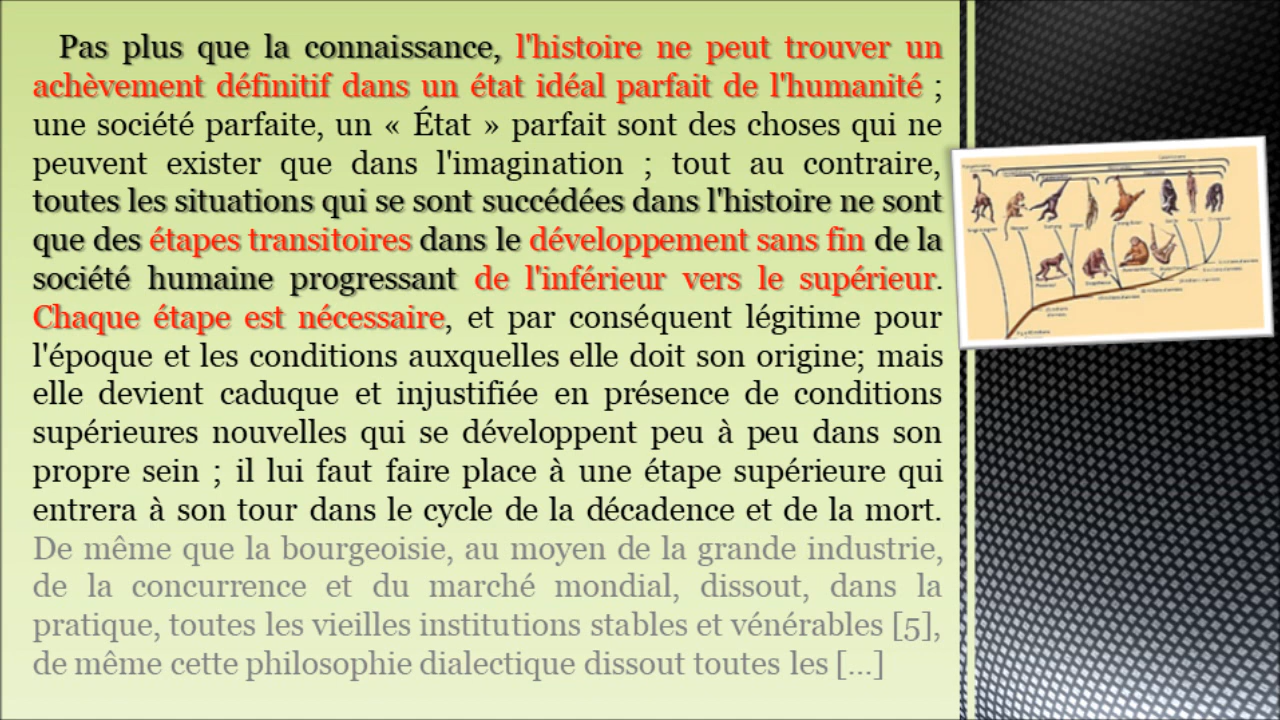 Pas plus que la connaissance, l'histoire ne peut trouver un
achèvement définitif dans un état idéal parfait de l'humanité ;
une société parfaite, un « État » parfait sont des choses qui ne
peuvent exister que dans l'imagination ; tout au contraire,
toutes les situations qui se sont succédées dans l'histoire ne sont
que des étapes transitoires dans le développement sans fin de la
société humaine progressant de l'inférieur vers le supérieur.
Chaque étape est nécessaire, et par conséquent légitime pour
l'époque et les conditions auxquelles elle doit son origine; mais
elle devient caduque et injustifiée en présence de conditions
supérieures nouvelles qui se développent peu à peu dans son
propre sein ; il lui faut faire place à une étape supérieure qui
entrera à son tour dans le cycle de la décadence et de la mort.
De même que la bourgeoisie, au moyen de la grande industrie,
de la concurrence et du marché mondial, dissout, dans la
pratique, toutes les vieilles institutions stables et vénérables [5],
de même cette philosophie dialectique dissout toutes les [...]